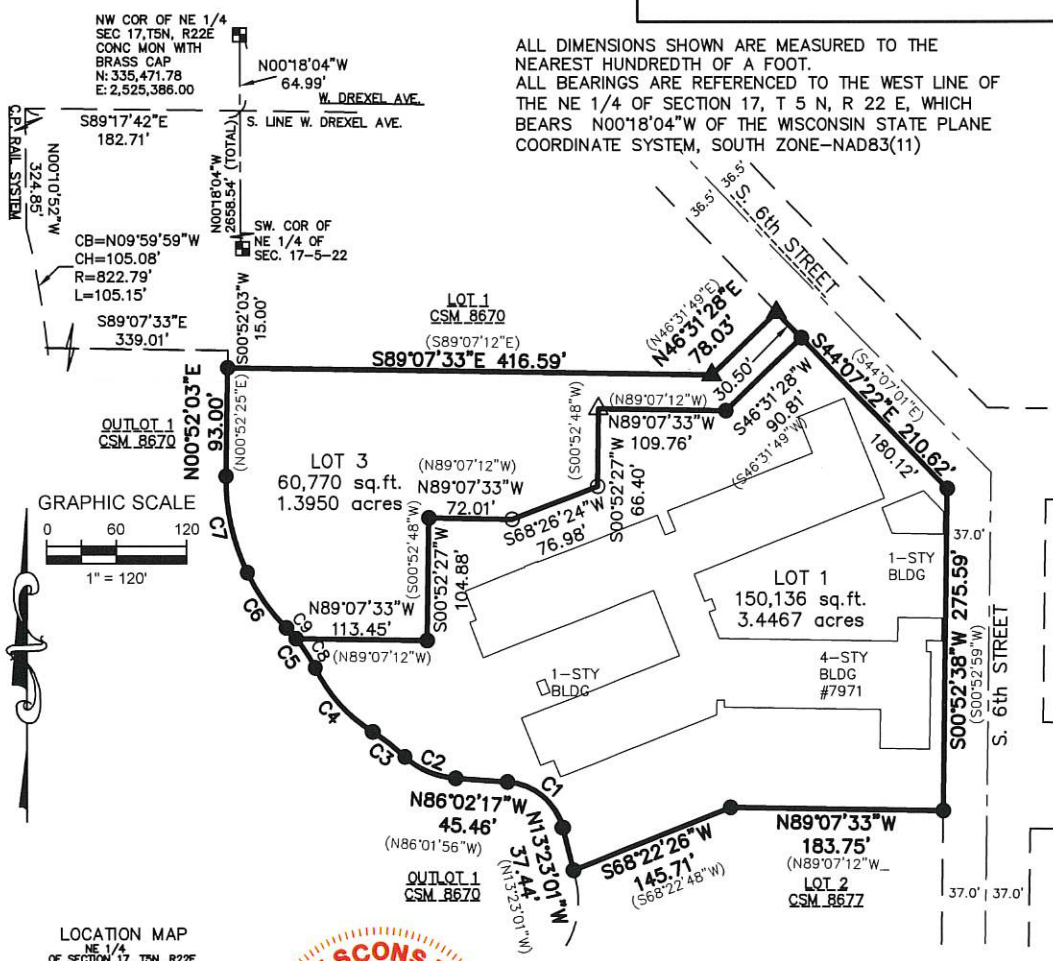 NW COR OF NE 1/4
SEC 17,T5N, R22E
CONC MON WITH
BRASS CAP
N: 335,471.78
E: 2,525,386.00
N00°18'04"W
64.99'
W. DREXEL AVE.
S89°17'42"E
182.71'
S. LINE W. DREXEL AVE.
C.P. RAIL SYSTEM
N00°10'52"W
324.85'
N00°18'04"W
2658.54' (TOTAL)
SW. COR OF
NE 1/4 OF
SEC. 17-5-22
CB=N09°59'59"W
CH=105.08'
R=822.79'
L=105.15'
S89°07'33"E
339.01'
S00°52'03"W
15.00'
ALL DIMENSIONS SHOWN ARE MEASURED TO THE
NEAREST HUNDREDTH OF A FOOT.
ALL BEARINGS ARE REFERENCED TO THE WEST LINE OF
THE NE 1/4 OF SECTION 17, T 5 N, R 22 E, WHICH
BEARS N00°18'04"W OF THE WISCONSIN STATE PLANE
COORDINATE SYSTEM, SOUTH ZONE-NAD83(11)
36.5'
36.5'
S. 6th STREET
LOT 1
CSM 8670
(S89°07'12"E)
S89°07'33"E 416.59'
(N46°31'49"E)
N46°31'28"E
78.03'
30.50'
S46°31'28"W
90.81'
(S46°31'49"W)
(S44°07'01"E)
S44°07'22"E 210.62'
180.12'
N00°52'03"E
93.00'
(N00°52'25"E)
OUTLOT 1
CSM 8670
LOT 3
60,770 sq.ft.
1.3950 acres
(N89°07'12"W)
N89°07'33"W
109.76'
(S00°52'48"W)
S00°52'27"W
66.40'
(N89°07'12"W)
N89°07'33"W
72.01'
S68°26'24"W
76.98'
(S00°52'48"W)
S00°52'27"W
104.88'
N89°07'33"W
113.45'
(N89°07'12"W)
GRAPHIC SCALE
0 60 120
1" = 120'
C7
C6
C9
C5
C8
C4
C3
C2
C1
37.0'
1-STY
BLDG
LOT 1
150,136 sq.ft.
3.4467 acres
4-STY
BLDG
#7971
1-STY
BLDG
S00°52'38"W 275.59'
(S00°52'59"W)
S. 6th STREET
N86°02'17"W
45.46'
(N86°01'56"W)
N13°23'01"W
37.44'
(N13°23'01"W)
S68°22'26"W
145.71'
(S68°22'48"W)
N89°07'33"W
183.75'
(N89°07'12"W
LOT 2
CSM 8677
37.0' 37.0'
OUTLOT 1
CSM 8670
LOCATION MAP
NE 1/4
OF SECTION 17, T5N, R22E
SCONS